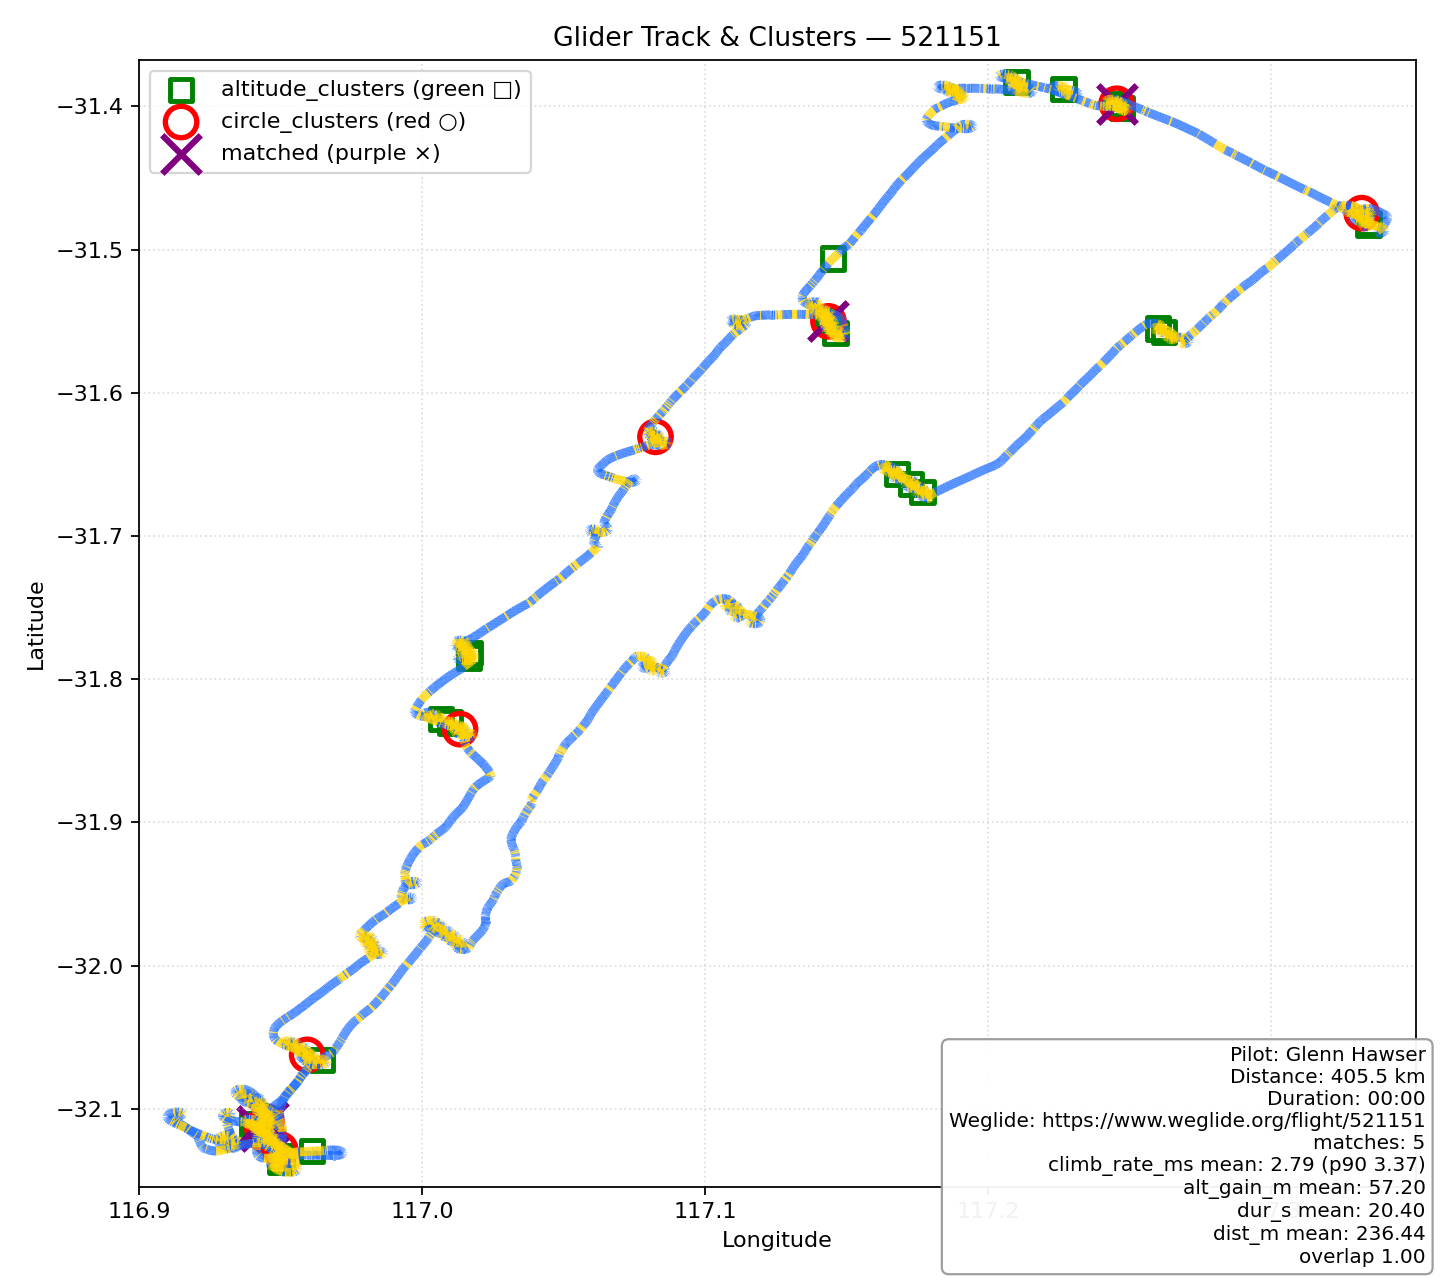 Glider Track & Clusters — 521151
altitude_clusters (green □)
circle_clusters (red ○)
matched (purple ×)
−31.4
−31.5
−31.6
−31.7
−31.8
−31.9
−32.0
−32.1
Latitude
116.9
117.0
117.1
117.2
Longitude
Pilot: Glenn Hawser
Distance: 405.5 km
Duration: 00:00
Weglide: https://www.weglide.org/flight/521151
matches: 5
climb_rate_ms mean: 2.79 (p90 3.37)
alt_gain_m mean: 57.20
dur_s mean: 20.40
dist_m mean: 236.44
overlap 1.00